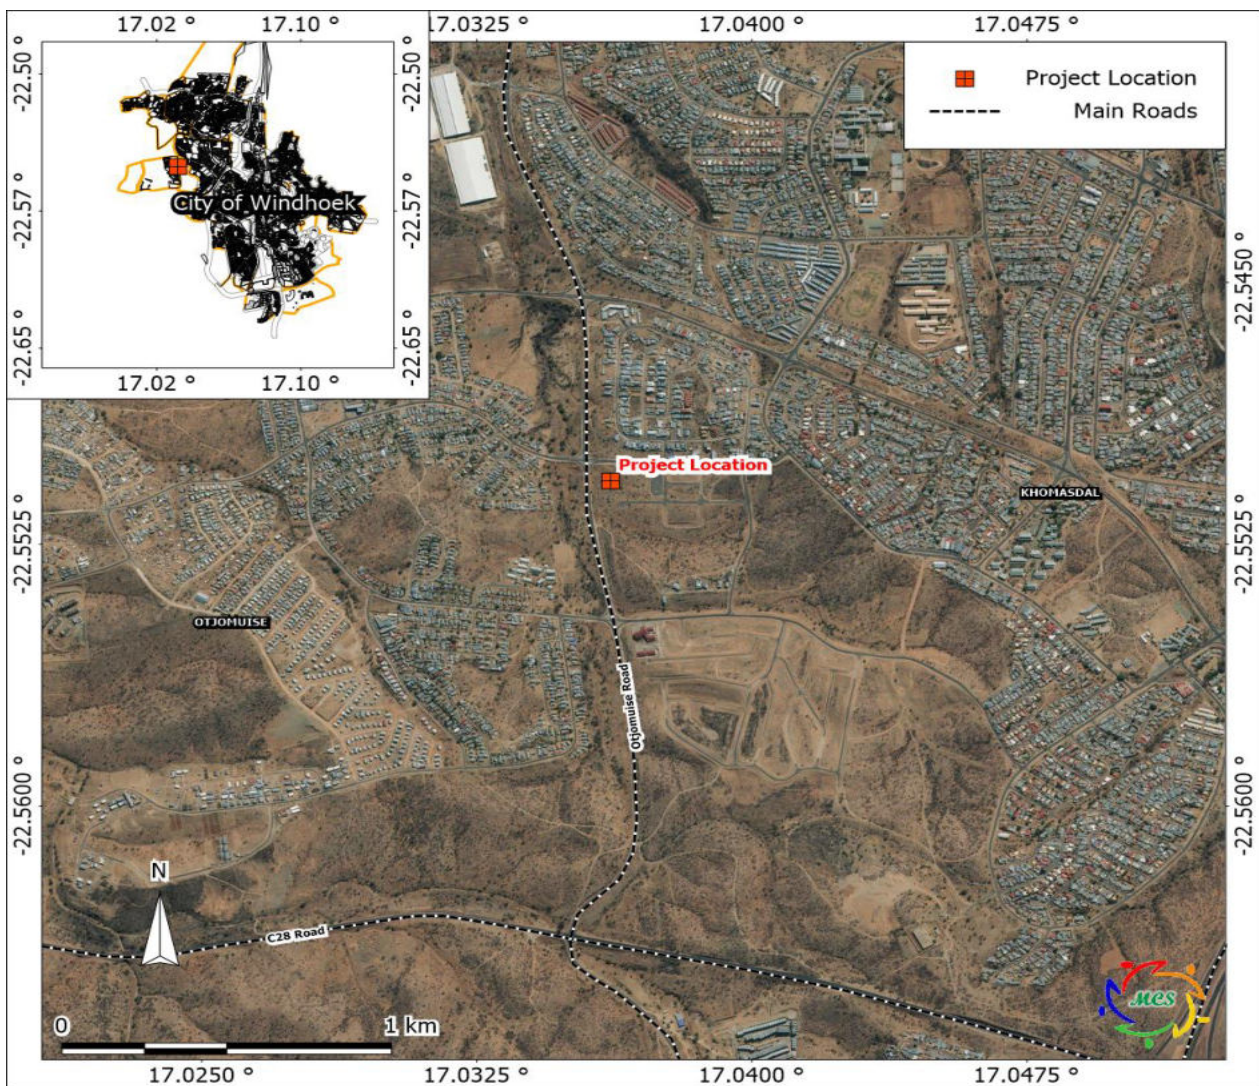 17.0325 °
17.0400 °
17.0475 °
17.02 °
17.10 °
-22.50 °
-22.50 °
-22.57 °
-22.57 °
-22.65 °
-22.65 °
City of Windhoek
17.02 °
17.10 °
Project Location
Main Roads
-22.5450 °
Project Location
KHOMASDAL
-22.5525 °
-22.5525 °
OTJOMUISE
Otjomuise Road
-22.5600 °
-22.5600 °
N
C28 Road
MCS
0
1 km
17.0250 °
17.0325 °
17.0400 °
17.0475 °